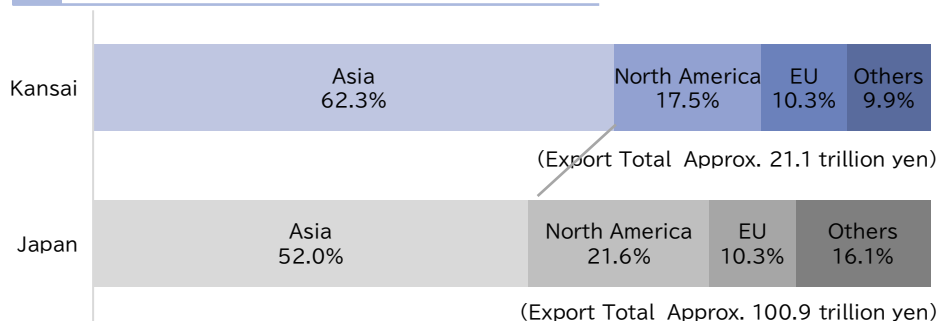 Kansai
Asia
62.3%
North America
17.5%
EU
10.3%
Others
9.9%
(Export Total Approx. 21.1 trillion yen)
Japan
Asia
52.0%
North America
21.6%
EU
10.3%
Others
16.1%
(Export Total Approx. 100.9 trillion yen)